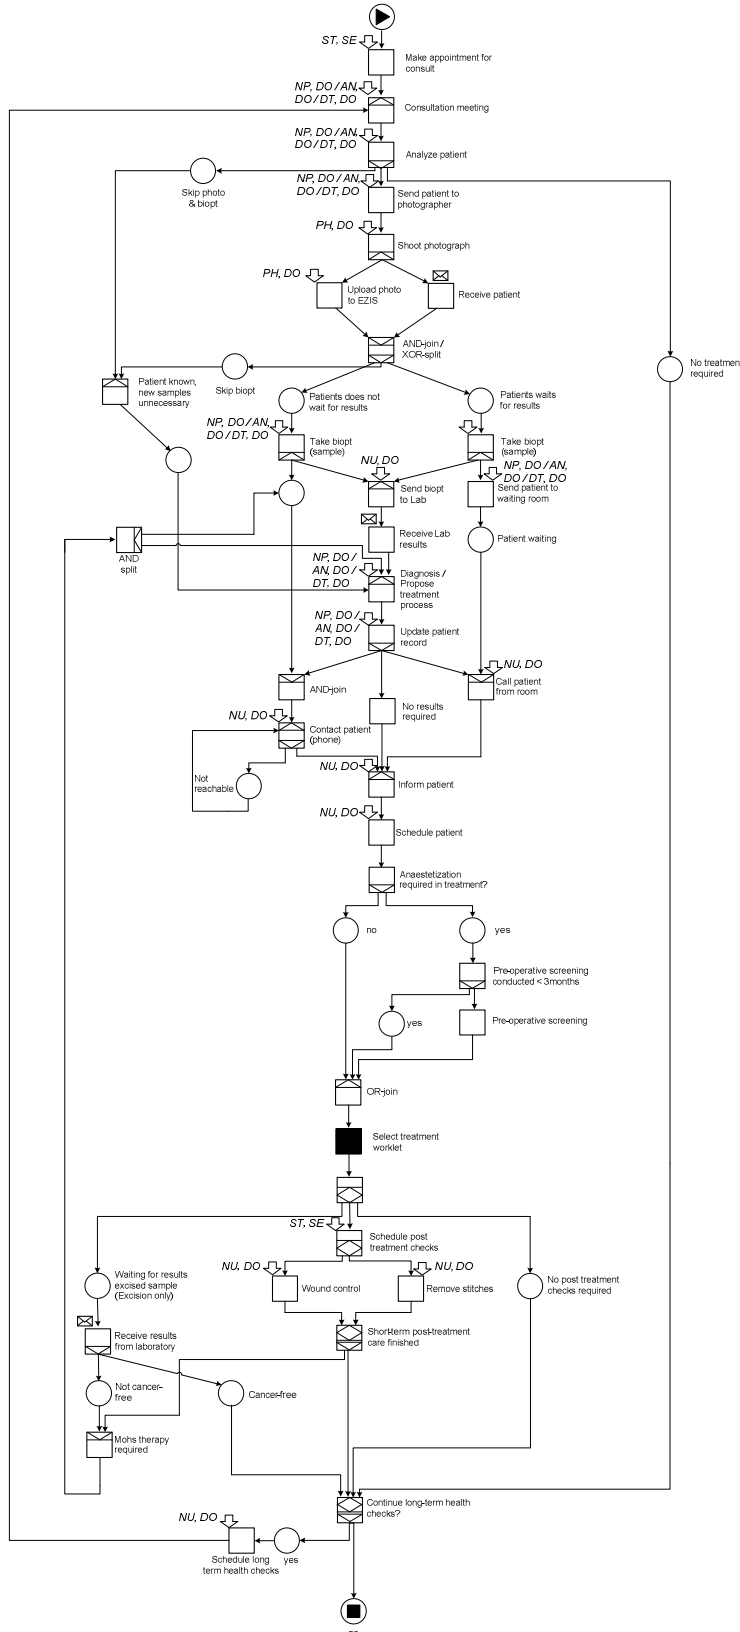 ST, SE
Make appointment for
consult
NP, DO / AN,
DO / DT, DO
Consultation meeting
NP, DO / AN,
DO / DT, DO
Analyze patient
Skip photo
& biopt
NP, DO / AN,
DO / DT, DO
Send patient to
photographer
PH, DO
Shoot photograph
PH, DO
Upload photo
to EZIS
Receive patient
AND-join /
XOR-split
No treatmen
required
Skip biopt
Patient known,
new samples
unnecessary
Patients does not
wait for results
Patients waits
for results
NP, DO / AN,
DO / DT, DO
Take biopt
(sample)
Take biopt
(sample)
NU, DO
Send biopt
to Lab
NP, DO / AN,
DO / DT, DO
Send patient to
waiting room
Receive Lab
results
Patient waiting
AND
split
NP, DO /
AN, DO /
DT, DO
Diagnosis /
Propose
treatment
process
NP, DO /
AN, DO /
DT, DO
Update patient
record
NU, DO
Call patient
from room
AND-join
No results
required
NU, DO
Contact patient
(phone)
Not
reachable
NU, DO
Inform patient
NU, DO
Schedule patient
Anaestetization
required in treatment?
no
yes
Pre-operative screening
conducted < 3months
yes
Pre-operative screening
OR-join
Select treatment
worklet
ST, SE
Schedule post
treatment checks
Waiting for results
excised sample
(Excision only)
NU, DO
Wound control
NU, DO
Remove stitches
No post treatment
checks required
Receive results
from laboratory
Short-term post-treatment
care finished
Not cancer-
free
Cancer-free
Mohs therapy
required
Continue long-term health
checks?
NU, DO
Schedule long
term health checks
yes